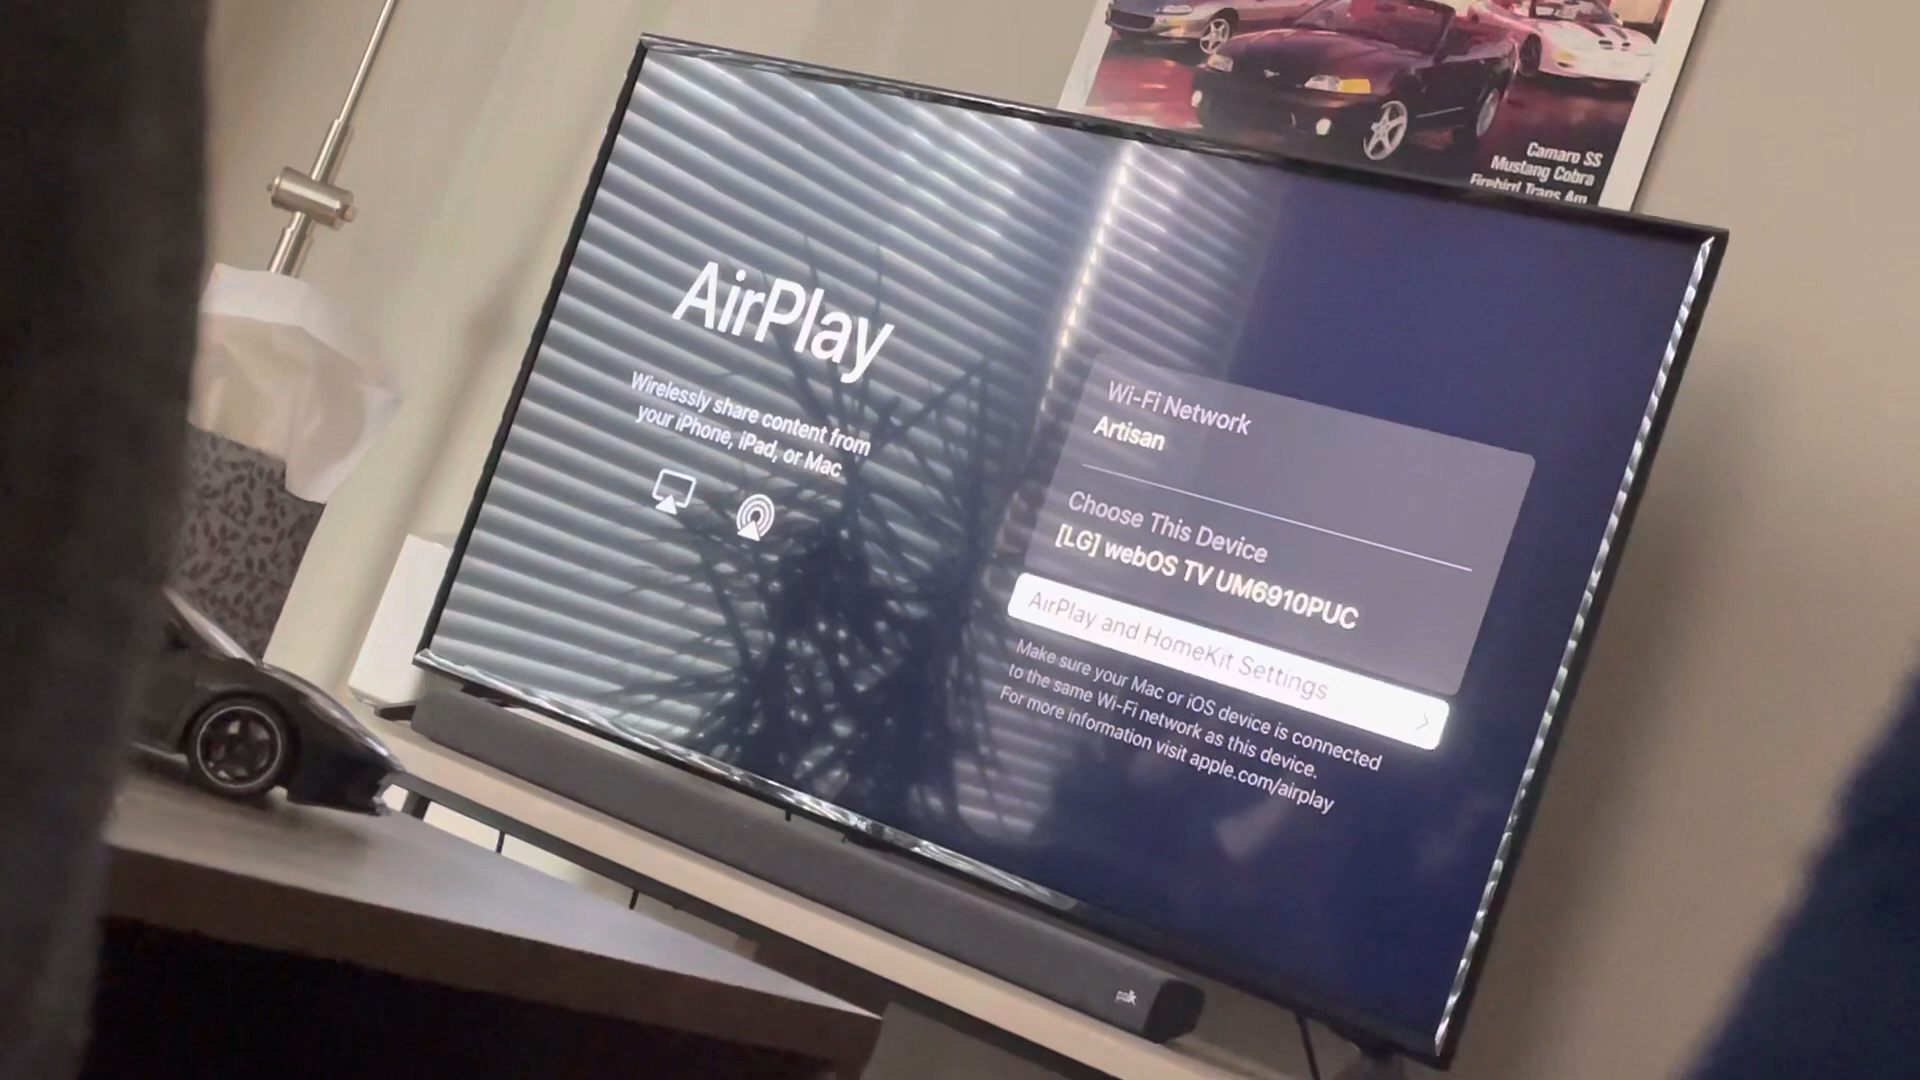 Camaro SS
Mustang Cobra
Firebird Trans Am
AirPlay
Wirelessly share content from
your iPhone, iPad, or Mac
Wi-Fi Network
Artisan
Choose This Device
[LG] webOS TV UM6910PUC
AirPlay and HomeKit Settings
Make sure your Mac or iOS device is connected
to the same Wi-Fi network as this device.
For more information visit apple.com/airplay
polk